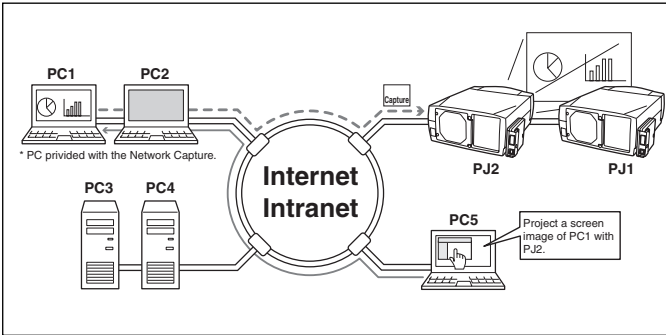 PC1
PC2
Capture
* PC privided with the Network Capture.
PJ2
PJ1
Internet
Intranet
PC3
PC4
PC5
Project a screen
image of PC1 with
PJ2.